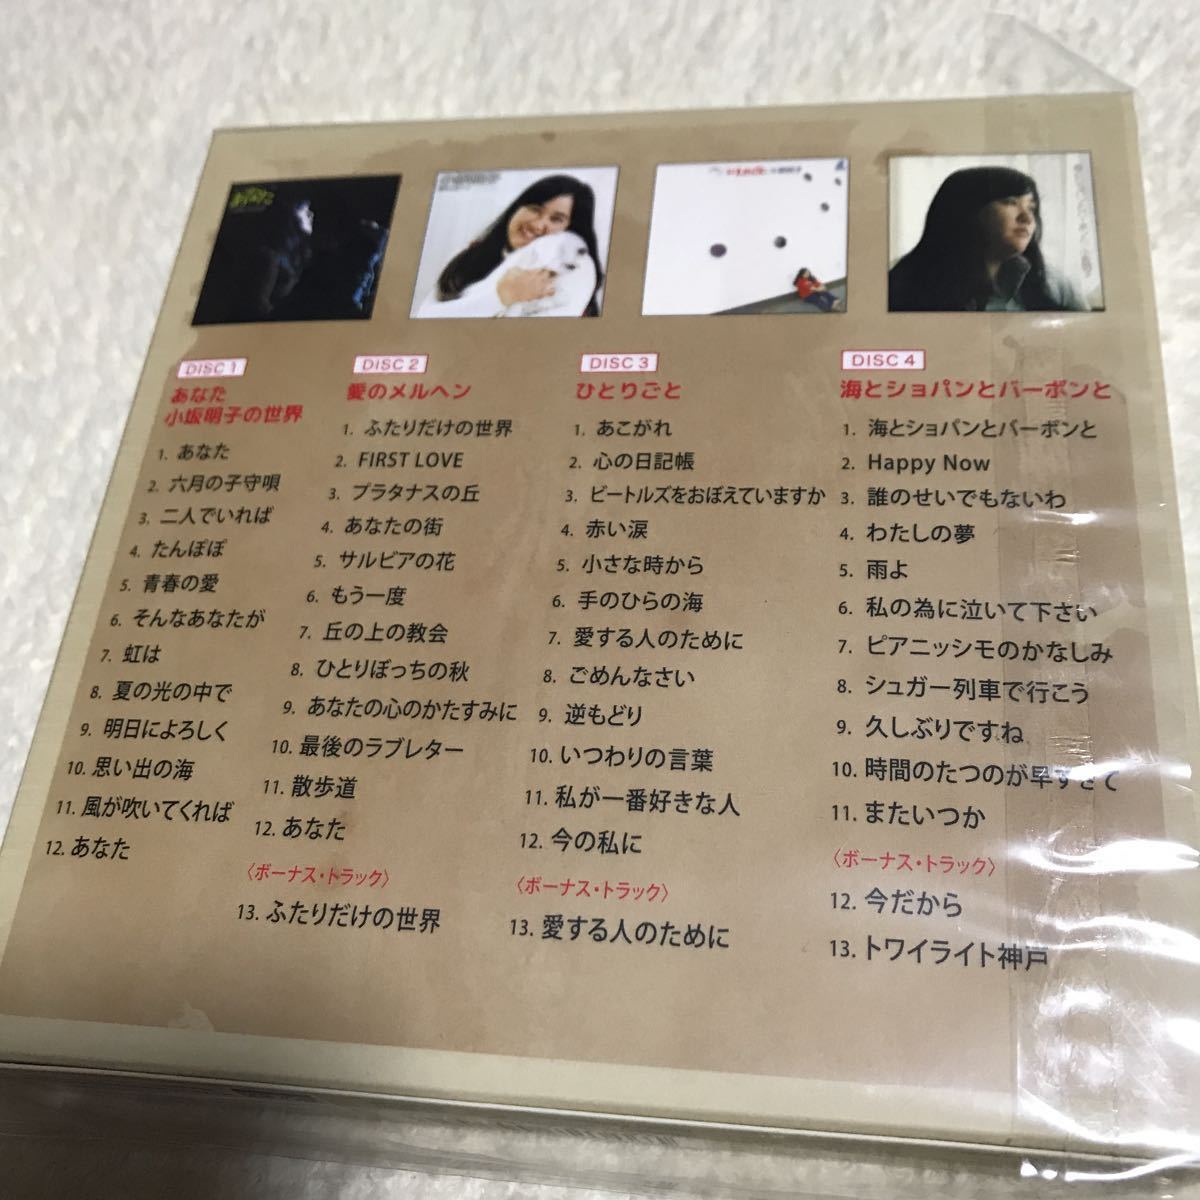 あなた
DISC 1
あなた
小坂明子の世界
1. あなた
2. 六月の子守唄
3. 二人でいれば
4. たんぽぽ
5. 青春の愛
6. そんなあなたが
7. 虹は
8. 夏の光の中で
9. 明日によろしく
10. 思い出の海
11. 風が吹いてくれば
12. あなた
DISC 2
愛のメルヘン
1. ふたりだけの世界
2. FIRST LOVE
3. プラタナスの丘
4. あなたの街
5. サルビアの花
6. もう一度
7. 丘の上の教会
8. ひとりぼっちの秋
9. あなたの心のかたすみに
10. 最後のラブレター
11. 散歩道
12. あなた
〈ボーナス・トラック〉
13. ふたりだけの世界
DISC 3
ひとりごと
1. あこがれ
2. 心の日記帳
3. ビートルズをおぼえていますか
4. 赤い涙
5. 小さな時から
6. 手のひらの海
7. 愛する人のために
8. ごめんなさい
9. 逆もどり
10. いつわりの言葉
11. 私が一番好きな人
12. 今の私に
〈ボーナス・トラック〉
13. 愛する人のために
DISC 4
海とショパンとバーボンと
1. 海とショパンとバーボンと
2. Happy Now
3. 誰のせいでもないわ
4. わたしの夢
5. 雨よ
6. 私の為に泣いて下さい
7. ピアニッシモのかなしみ
8. シュガー列車で行こう
9. 久しぶりですね
10. 時間のたつのが早すぎて
11. またいつか
〈ボーナス・トラック〉
12. 今だから
13. トワイライト神戸